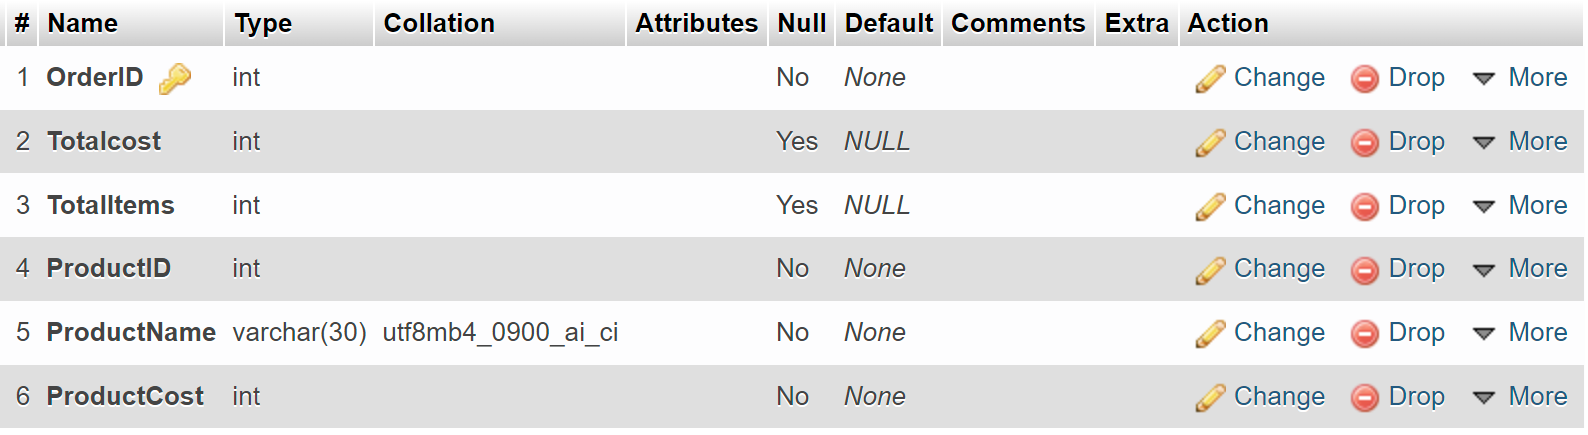 # Name Type Collation Attributes Null Default Comments Extra Action
1 OrderID int No None Change Drop More
2 Totalcost int Yes NULL Change Drop More
3 TotalItems int Yes NULL Change Drop More
4 ProductID int No None Change Drop More
5 ProductName varchar(30) utf8mb4_0900_ai_ci No None Change Drop More
6 ProductCost int No None Change Drop More